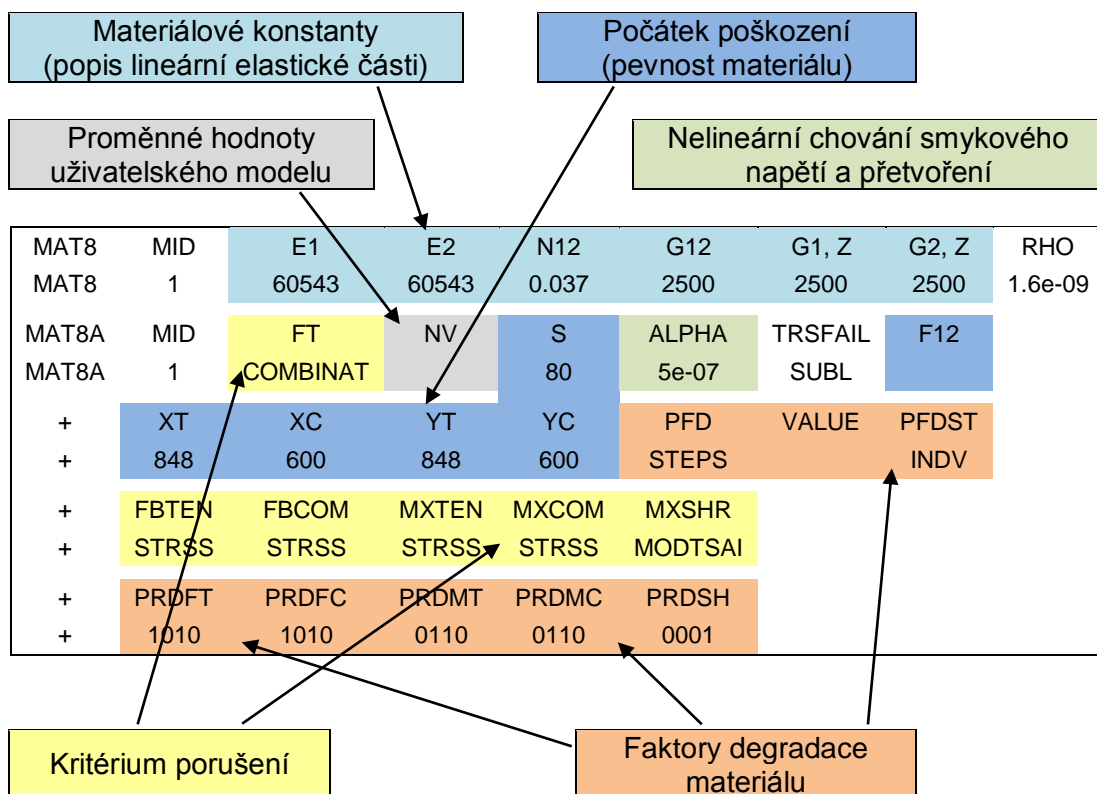 Materiálové konstanty
(popis lineární elastické části)
Počátek poškození
(pevnost materiálu)
Proměnné hodnoty
uživatelského modelu
Nelineární chování smykového
napětí a přetvoření
MAT8 MID E1 E2 N12 G12 G1, Z G2, Z RHO
MAT8 1 60543 60543 0.037 2500 2500 2500 1.6e-09
MAT8A MID FT NV S ALPHA TRSFAIL F12
MAT8A 1 COMBINAT 80 5e-07 SUBL
+ XT XC YT YC PFD VALUE PFDST
+ 848 600 848 600 STEPS INDV
+ FBTEN FBCOM MXTEN MXCOM MXSHR
+ STRSS STRSS STRSS STRSS MODTSAI
+ PRDFT PRDFC PRDMT PRDMC PRDSH
+ 1010 1010 0110 0110 0001
Kritérium porušení
Faktory degradace
materiálu